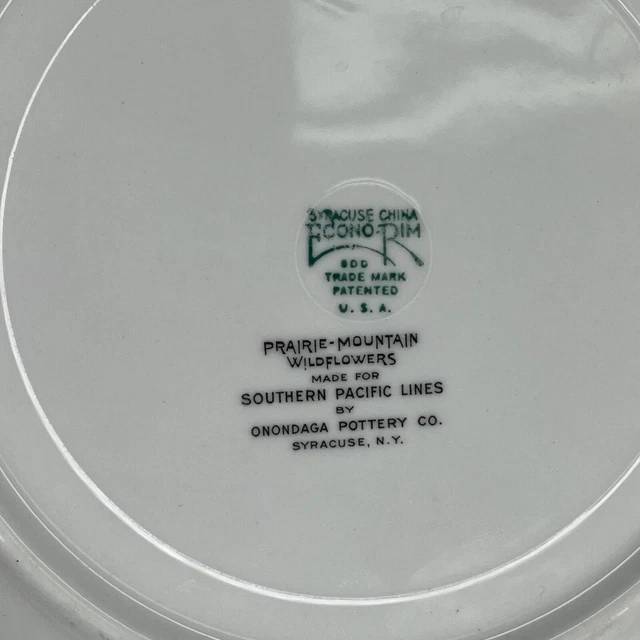 SYRACUSE CHINA
ECONO-RIM
TRADE MARK
PATENTED
U.S.A.
PRAIRIE-MOUNTAIN
WILDFLOWERS
MADE FOR
SOUTHERN PACIFIC LINES
BY
ONONDAGA POTTERY CO.
SYRACUSE, N.Y.